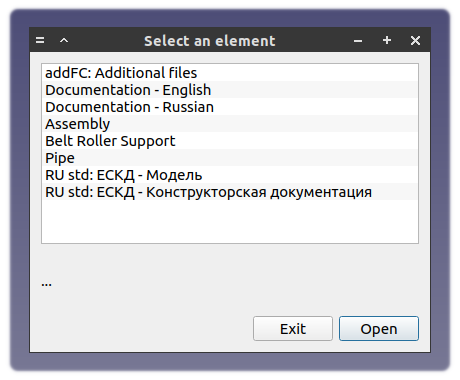 Select an element
addFC: Additional files
Documentation - English
Documentation - Russian
Assembly
Belt Roller Support
Pipe
RU std: ЕСКД - Модель
RU std: ЕСКД - Конструкторская документация
...
Exit
Open